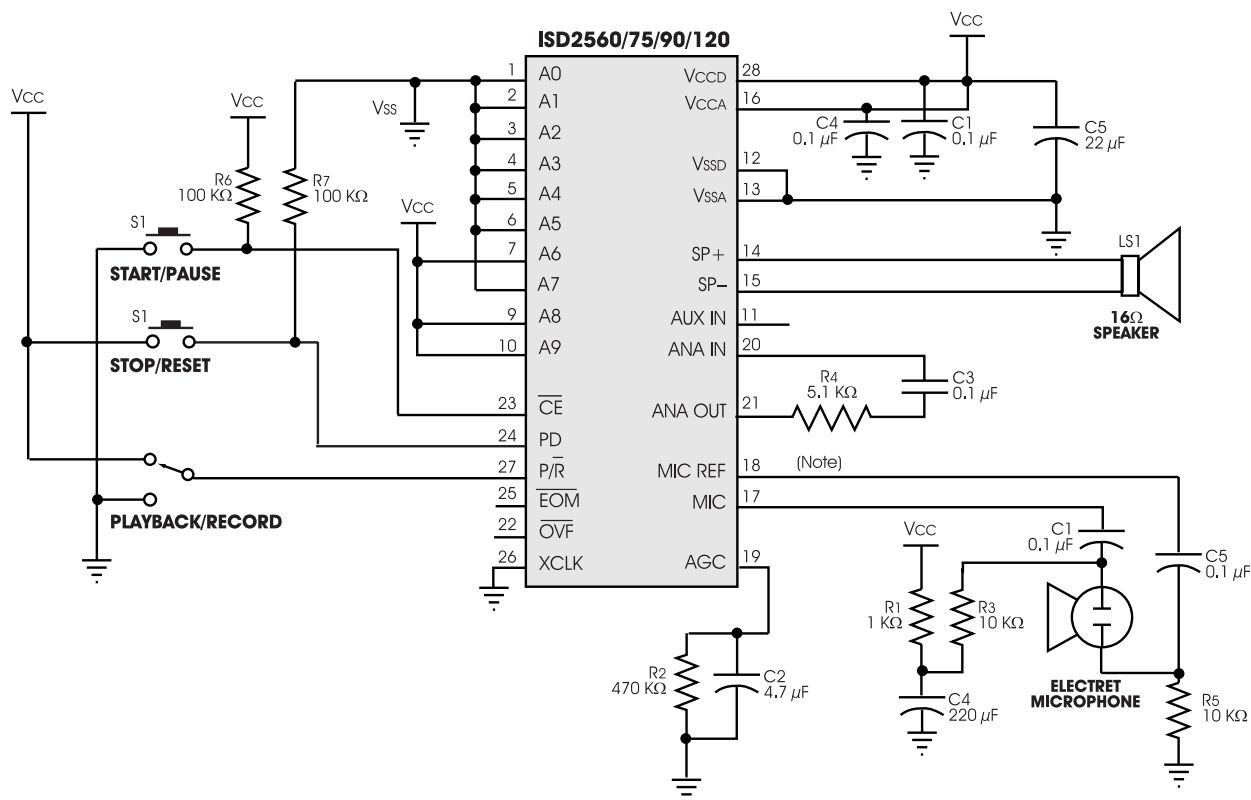 ISD2560/75/90/120
VCC
VCC
VSS
VCC
R6
100 KΩ
R7
100 KΩ
S1
START/PAUSE
S1
STOP/RESET
PLAYBACK/RECORD
VCC
1 A0
2 A1
3 A2
4 A3
5 A4
6 A5
7 A6
A7
9 A8
10 A9
23 CE
24 PD
27 P/R
25 EOM
22 OVF
26 XCLK
VCCD 28
VCCA 16
VSSD 12
VSSA 13
SP+ 14
SP– 15
AUX IN 11
ANA IN 20
ANA OUT 21
MIC REF 18
(Note)
MIC 17
AGC 19
C4
0.1 µF
C1
0.1 µF
C5
22 µF
LS1
16Ω
SPEAKER
R4
5.1 KΩ
C3
0.1 µF
VCC
C1
0.1 µF
C5
0.1 µF
R1
1 KΩ
R3
10 KΩ
R2
470 KΩ
C2
4.7 µF
C4
220 µF
ELECTRET
MICROPHONE
R5
10 KΩ